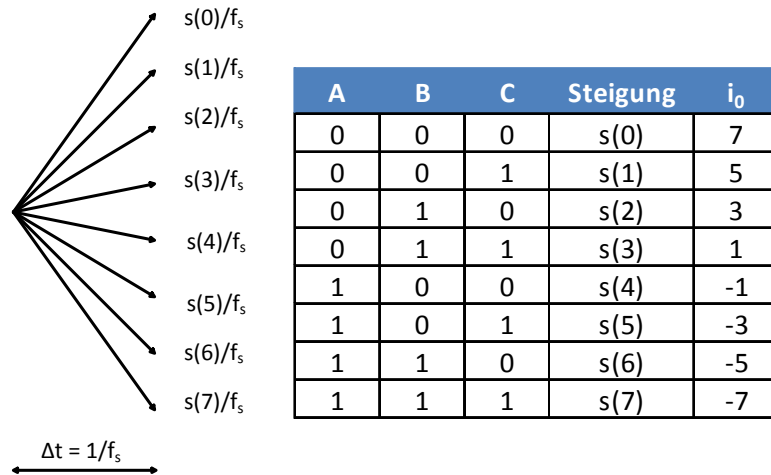 s(0)/fs
s(1)/fs
s(2)/fs
s(3)/fs
s(4)/fs
s(5)/fs
s(6)/fs
s(7)/fs
Δt = 1/fs
A B C Steigung i0
0 0 0 s(0) 7
0 0 1 s(1) 5
0 1 0 s(2) 3
0 1 1 s(3) 1
1 0 0 s(4) -1
1 0 1 s(5) -3
1 1 0 s(6) -5
1 1 1 s(7) -7